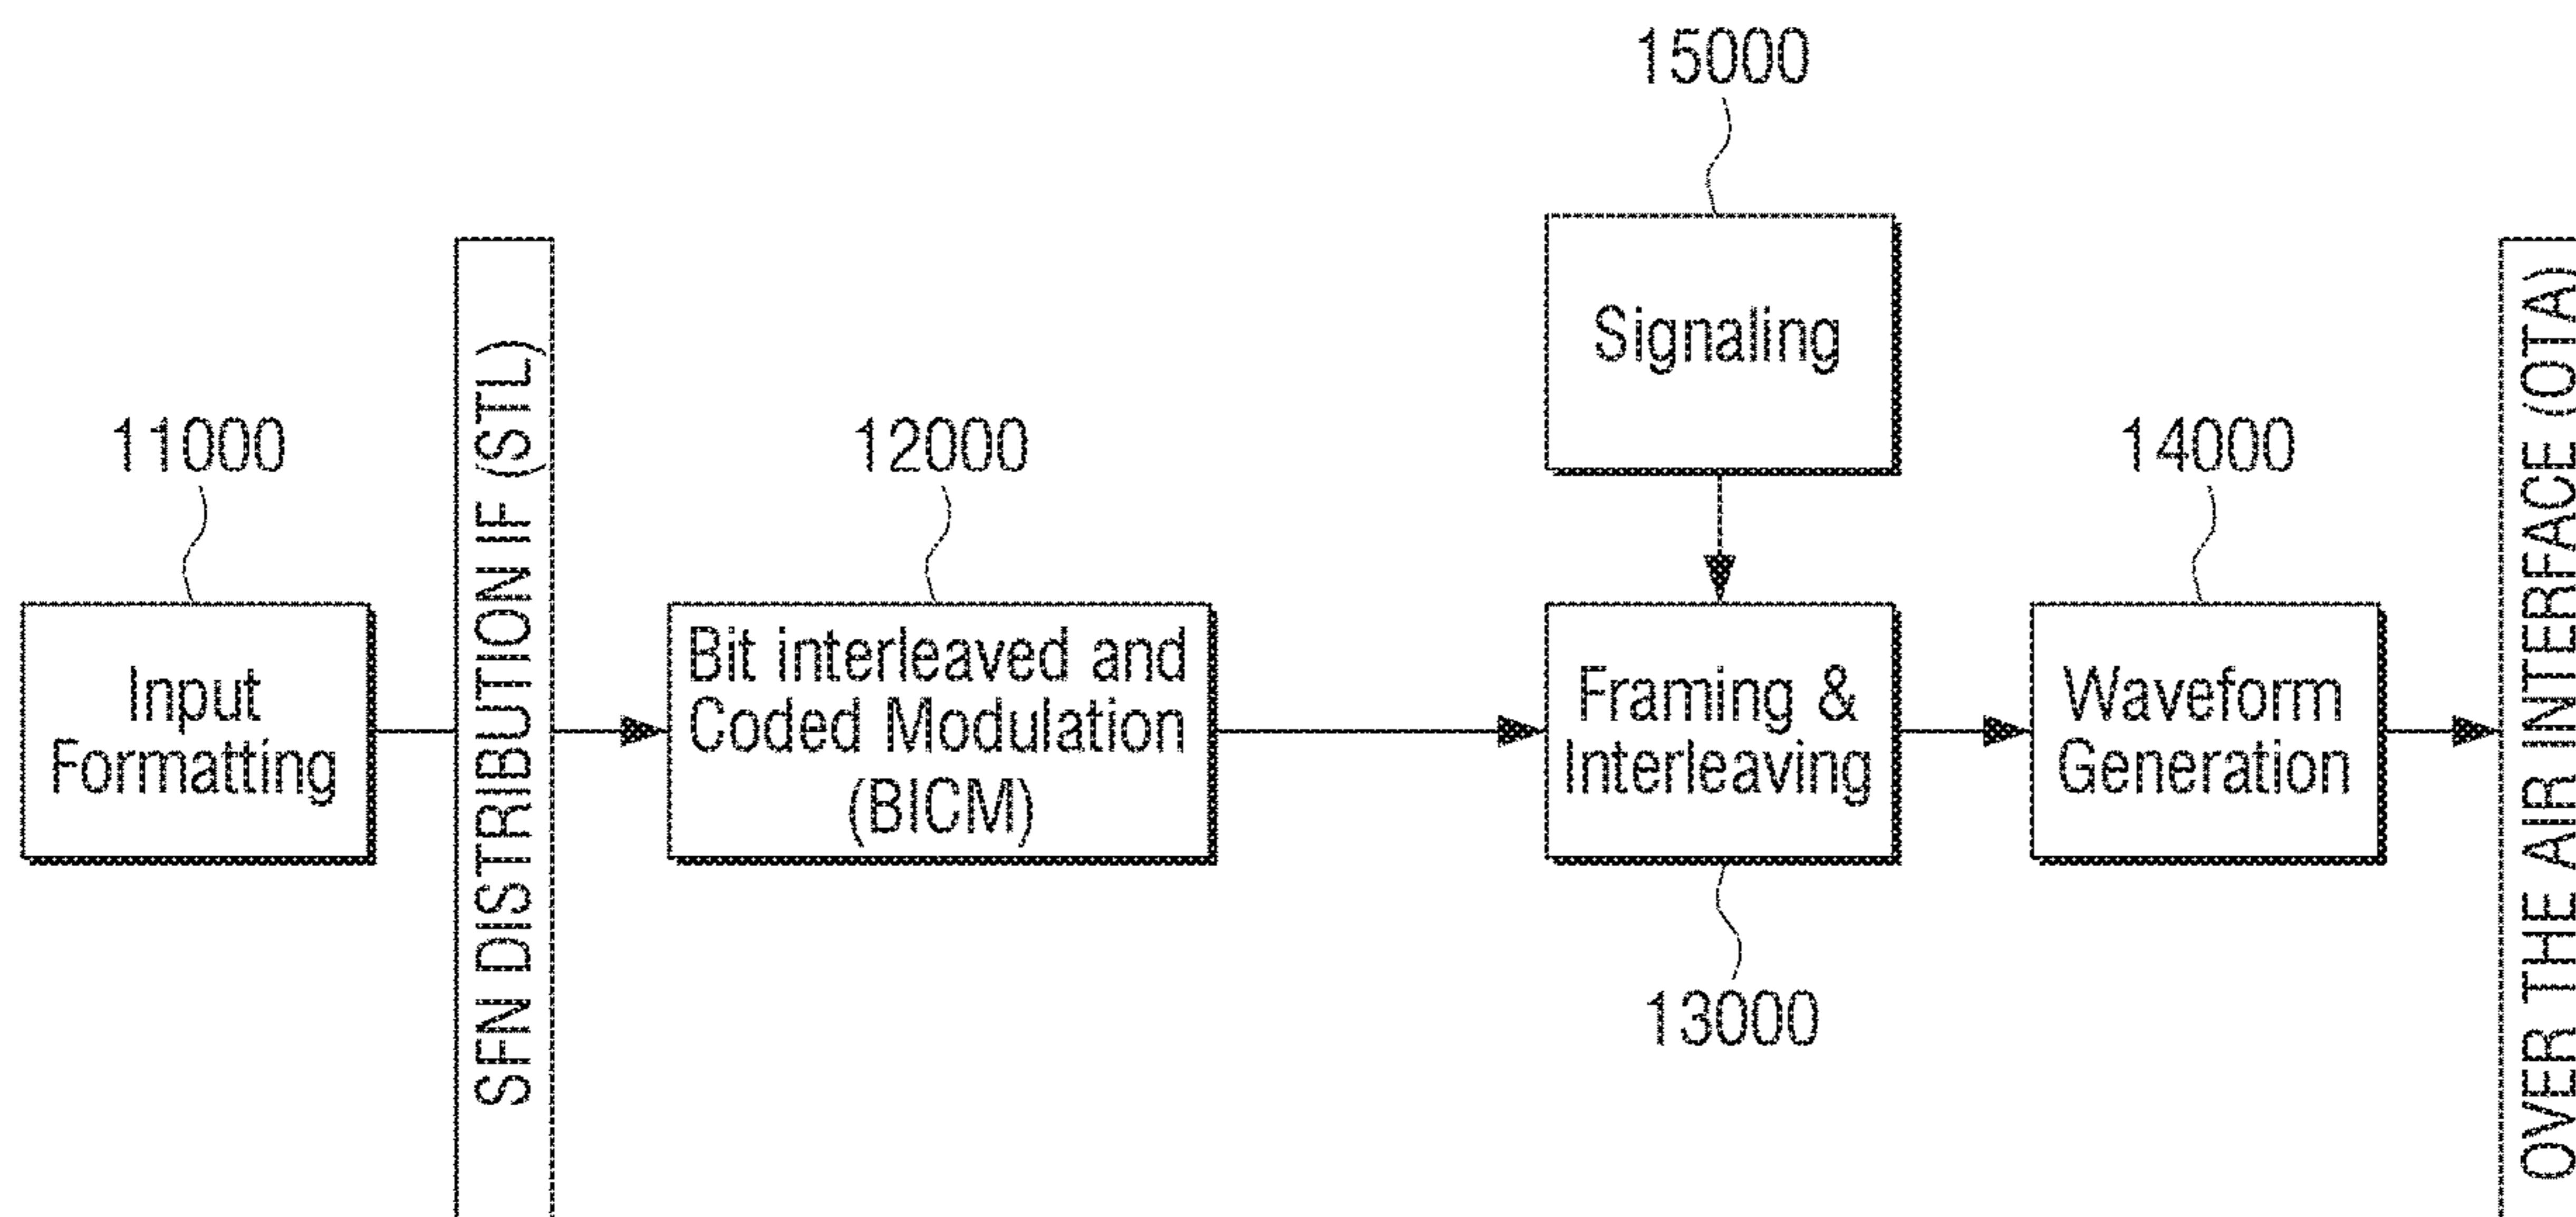 15000
Signaling
11000
12000
14000
Input
Formatting
SFN DISTRIBUTION IF (STL)
Bit interleaved and
Coded Modulation
(BICM)
Framing &
Interleaving
Waveform
Generation
OVER THE AIR INTERFACE (OTA)
13000